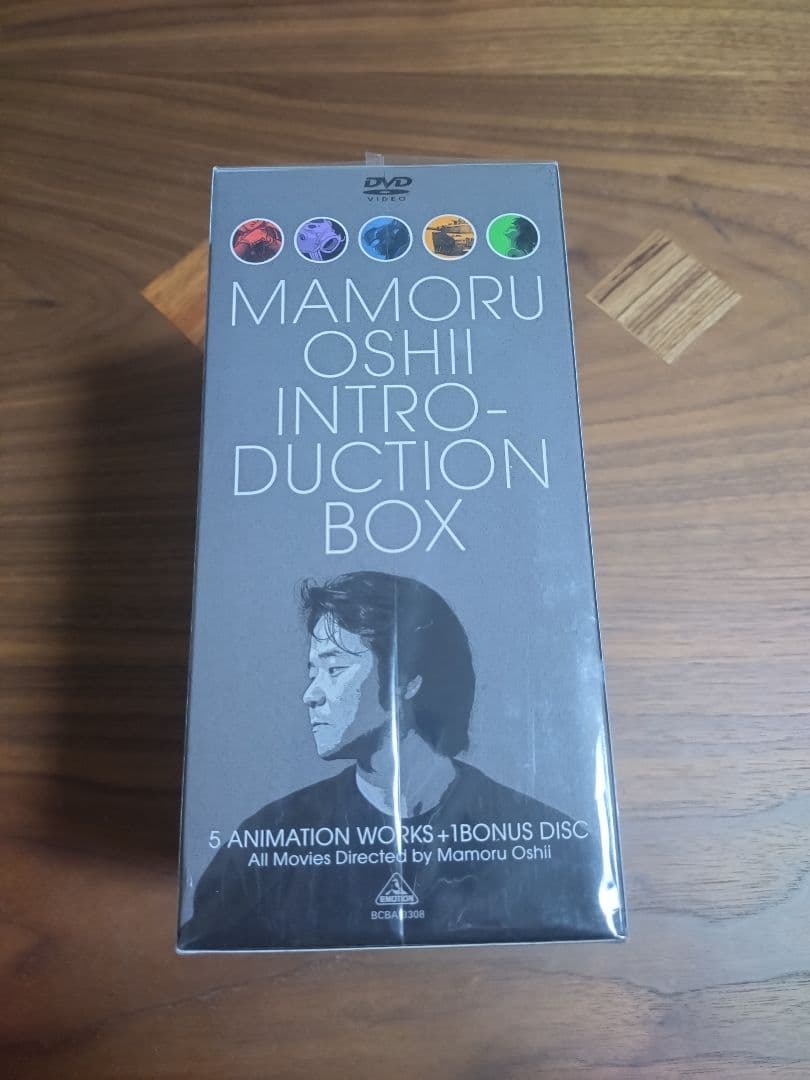 DVD
VIDEO
MAMORU
OSHII
INTRO-
DUCTION
BOX
5 ANIMATION WORKS+1BONUS DISC
All Movies Directed by Mamoru Oshii
EMOTION